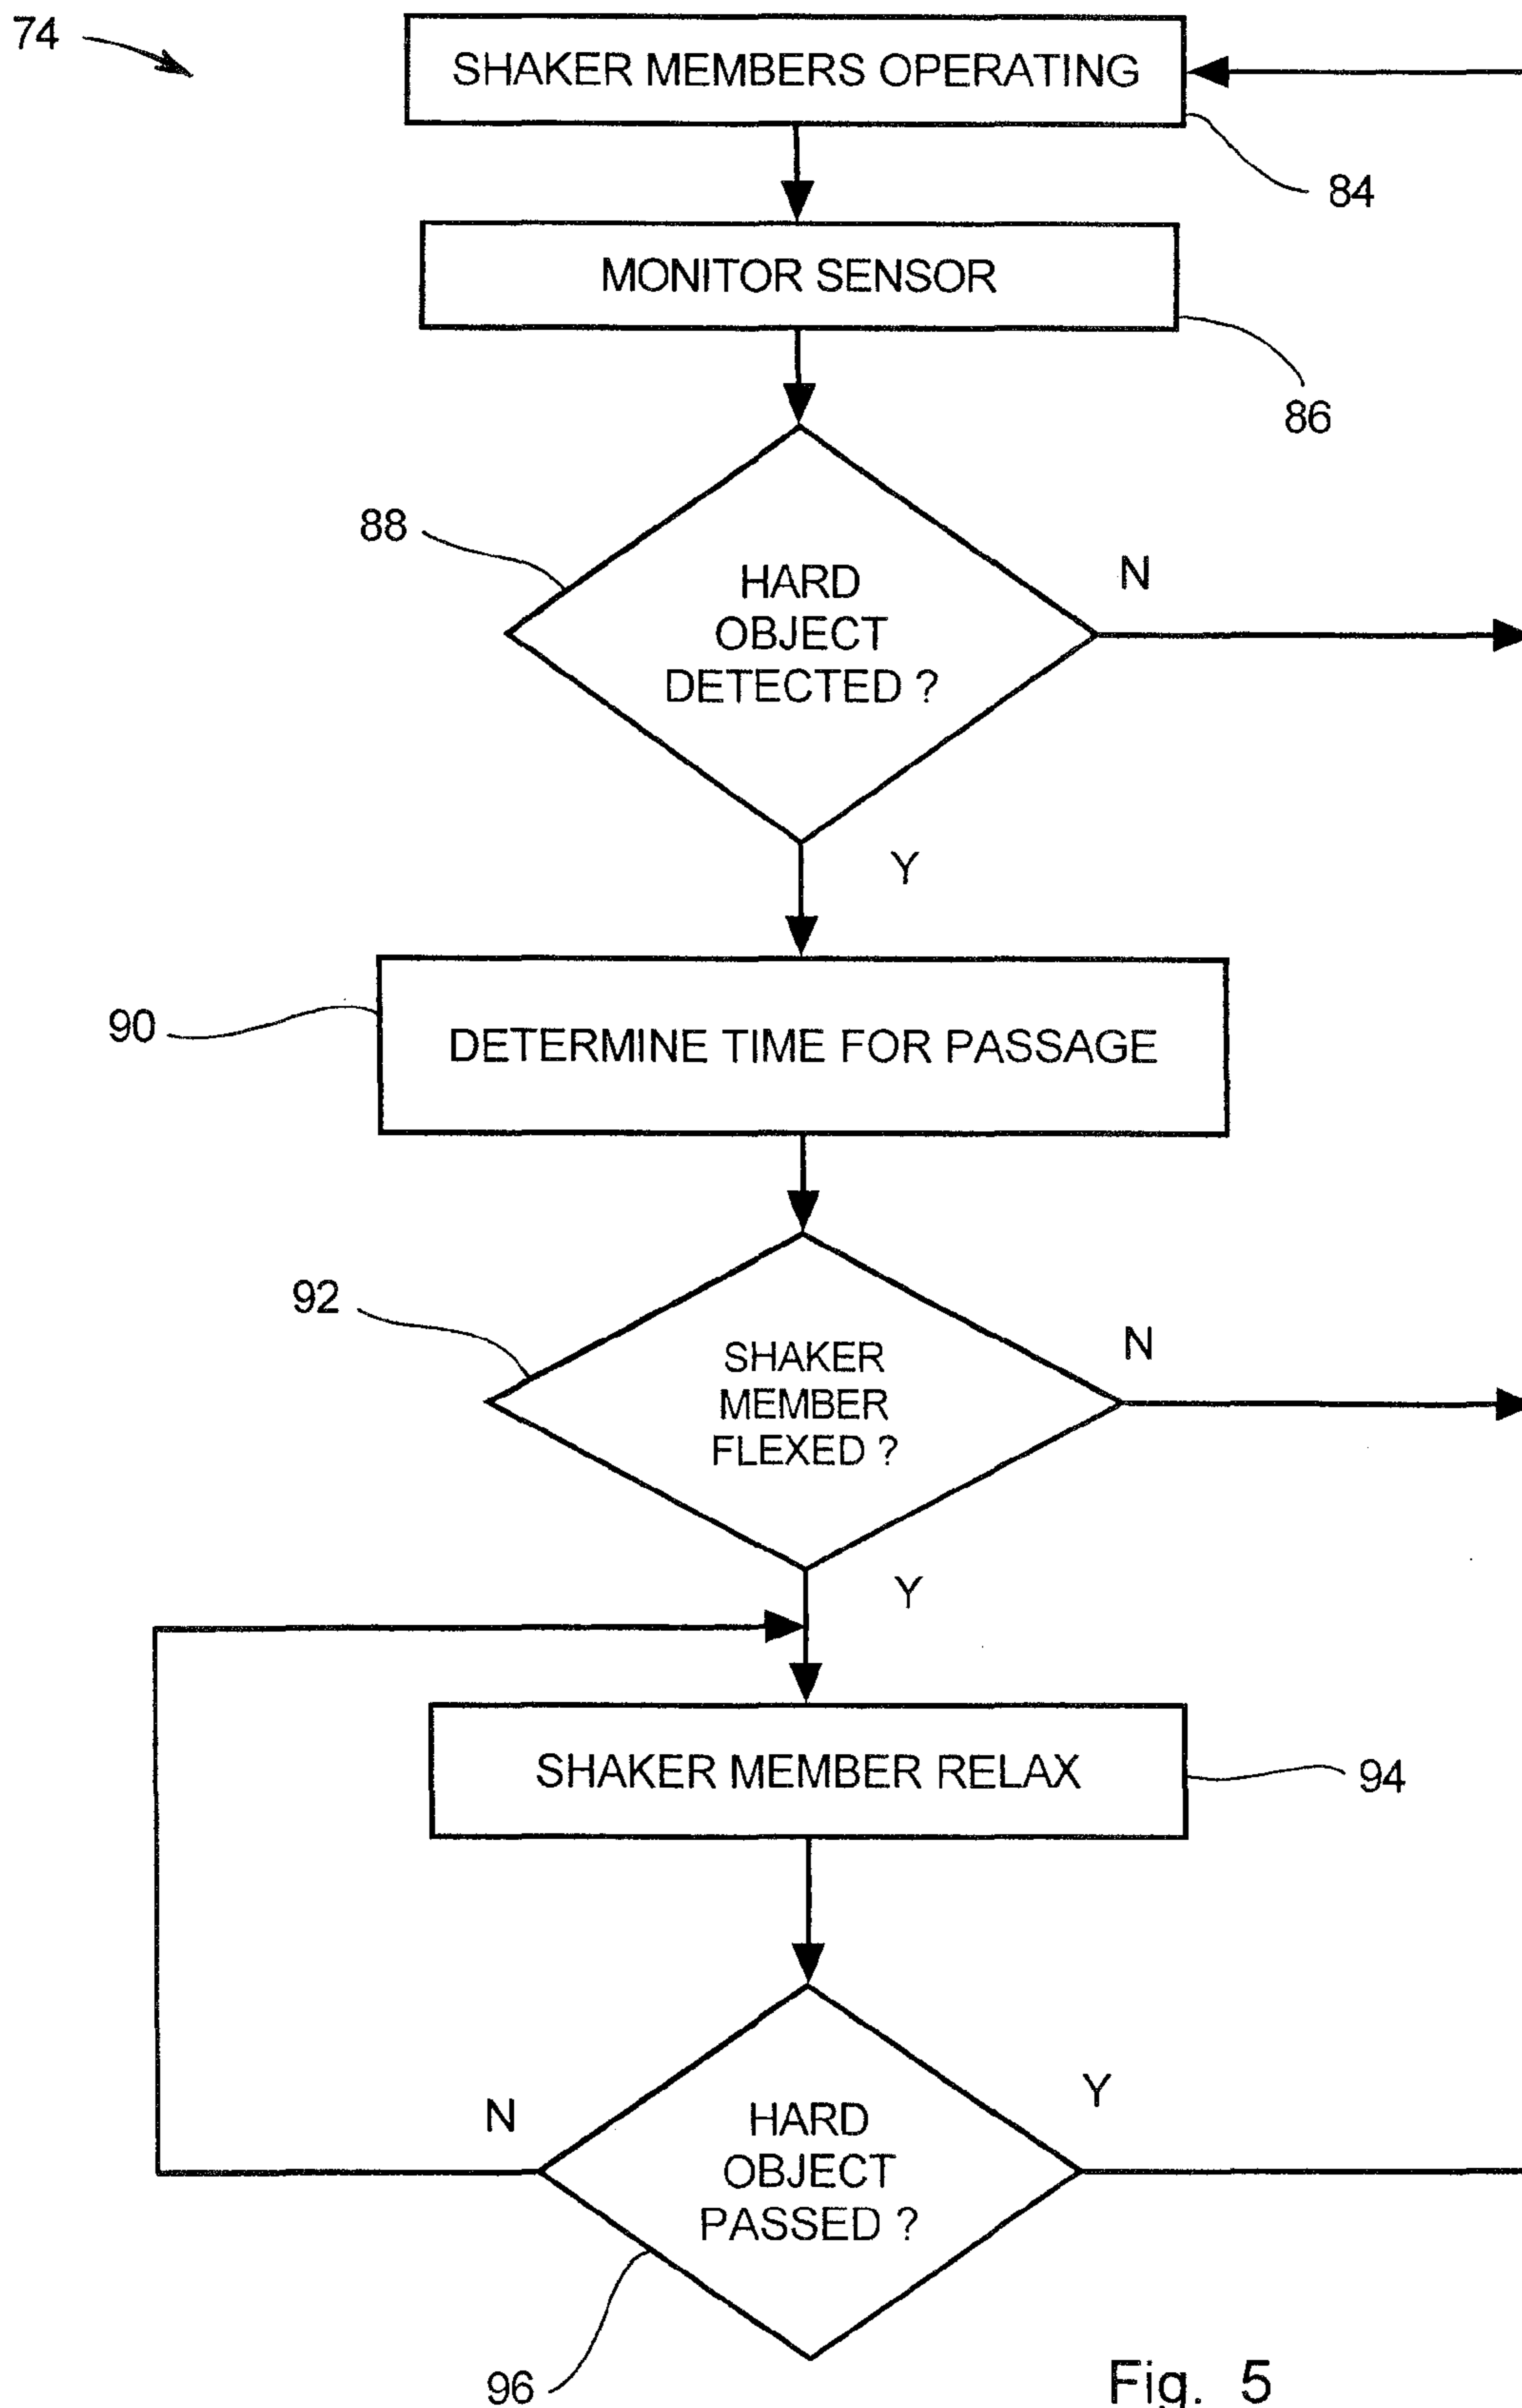 74
SHAKER MEMBERS OPERATING
84
MONITOR SENSOR
86
88
HARD
OBJECT
DETECTED ?
N
Y
90
DETERMINE TIME FOR PASSAGE
92
SHAKER
MEMBER
FLEXED ?
N
Y
SHAKER MEMBER RELAX
94
N
HARD
OBJECT
PASSED ?
Y
96
Fig. 5